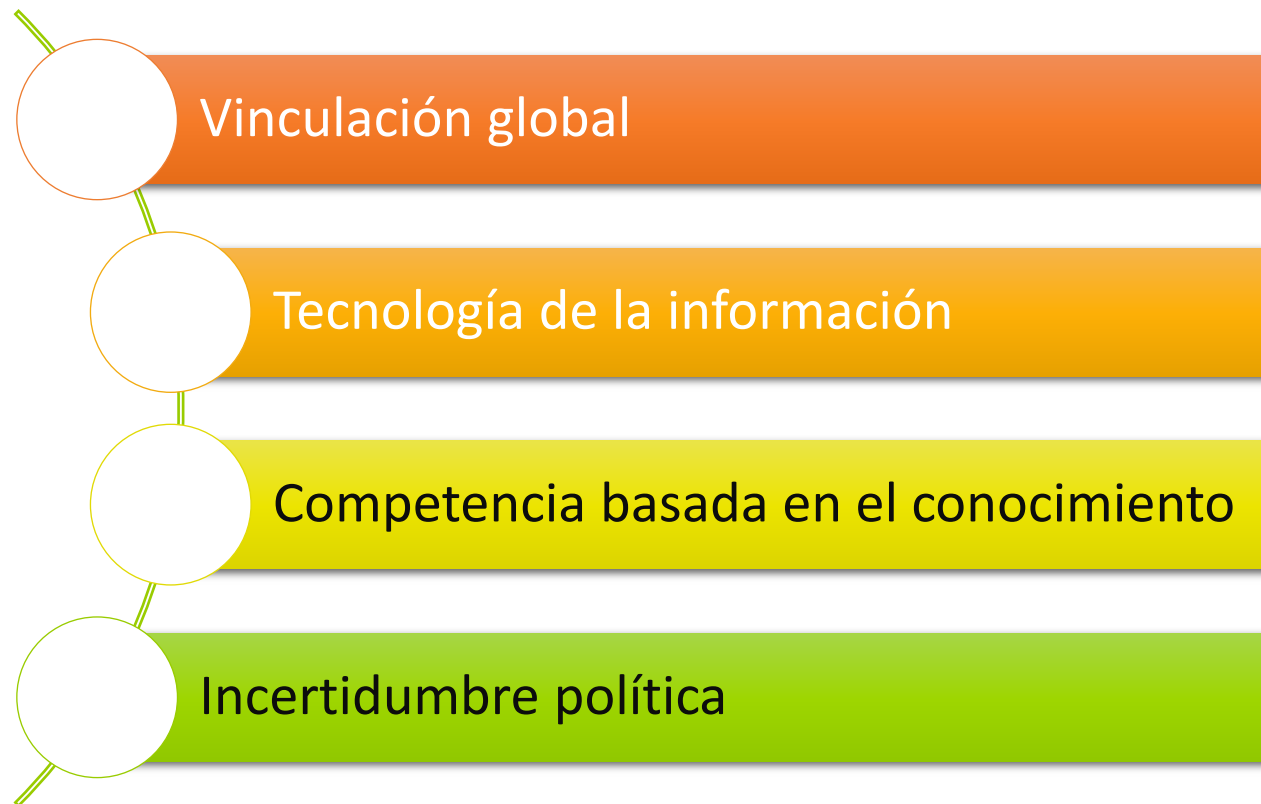 Vinculación global
Tecnología de la información
Competencia basada en el conocimiento
Incertidumbre política